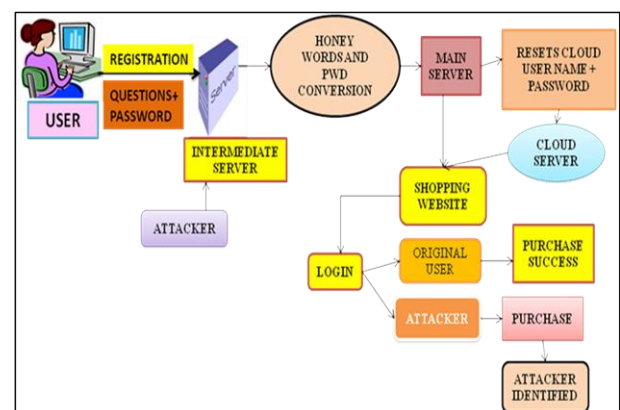 REGISTRATION
QUESTIONS+
PASSWORD
USER
Server
INTERMEDIATE
SERVER
ATTACKER
HONEY
WORDS AND
PWD
CONVERSION
MAIN
SERVER
RESETS CLOUD
USER NAME +
PASSWORD
CLOUD
SERVER
SHOPPING
WEBSITE
LOGIN
ORIGINAL
USER
PURCHASE
SUCCESS
ATTACKER
PURCHASE
ATTACKER
IDENTIFIED